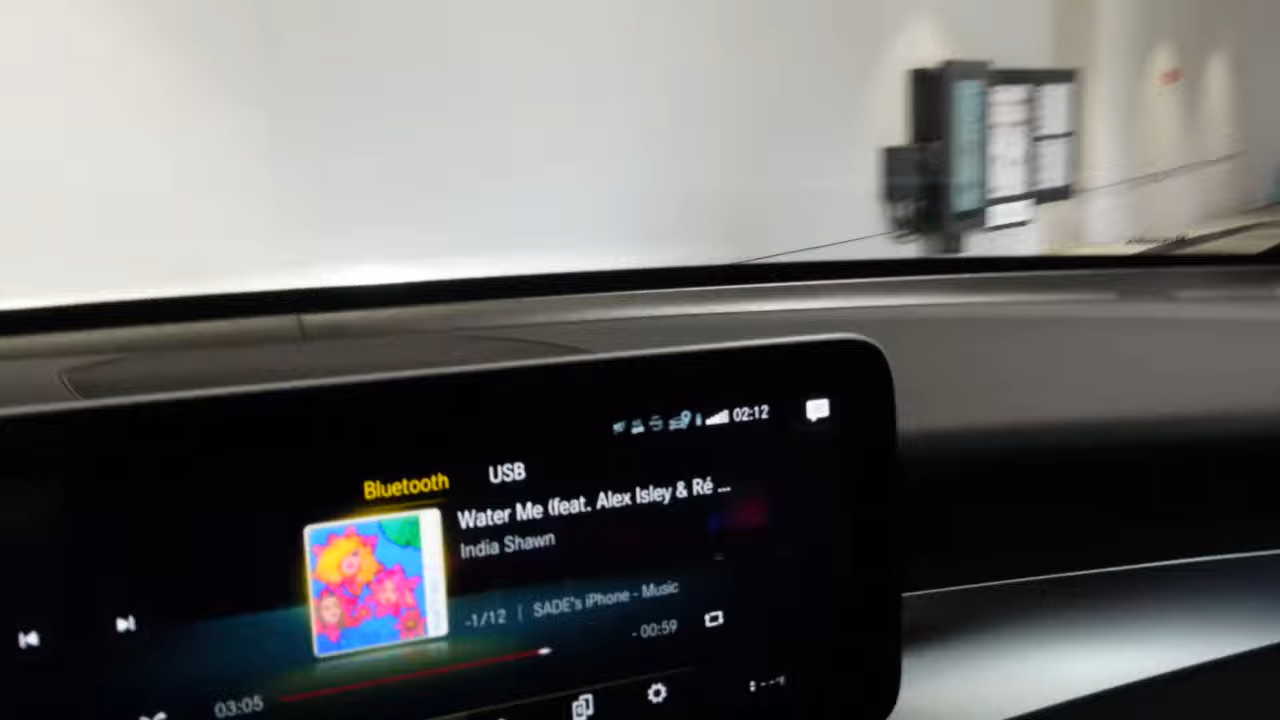 02:12
Bluetooth USB
Water Me (feat. Alex Isley & Ré ...
India Shawn
-1/12 | SADE's iPhone - Music
- 00:59
03:05